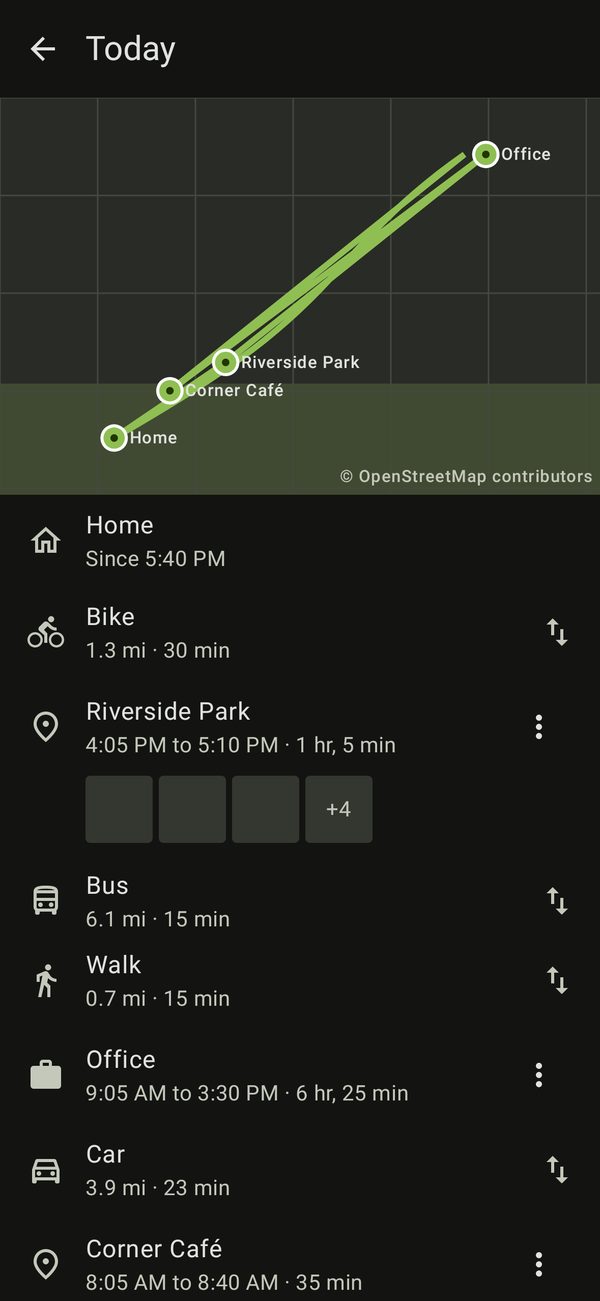 Today
Office
Riverside Park
Corner Café
Home
© OpenStreetMap contributors
Home
Since 5:40 PM
Bike
1.3 mi · 30 min
Riverside Park
4:05 PM to 5:10 PM · 1 hr, 5 min
+4
Bus
6.1 mi · 15 min
Walk
0.7 mi · 15 min
Office
9:05 AM to 3:30 PM · 6 hr, 25 min
Car
3.9 mi · 23 min
Corner Café
8:05 AM to 8:40 AM · 35 min